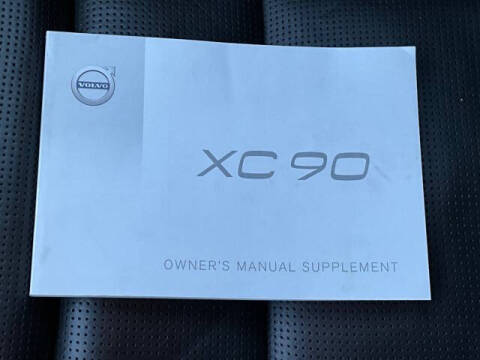 VOLVO
XC 90
OWNER'S MANUAL SUPPLEMENT